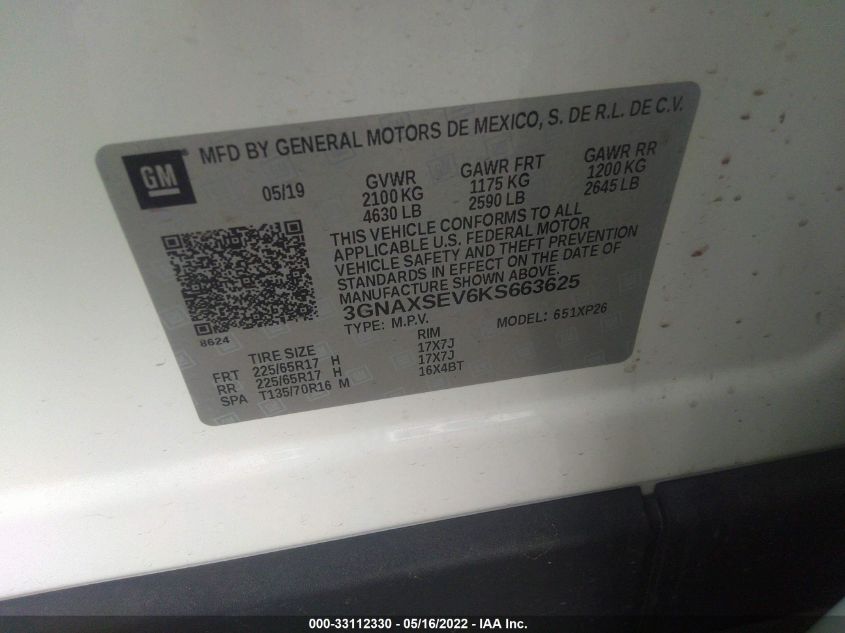 GM
MFD BY GENERAL MOTORS DE MEXICO, S. DE R.L. DE C.V.
05/19 GVWR GAWR FRT GAWR RR
2100 KG 1175 KG 1200 KG
4630 LB 2590 LB 2645 LB
THIS VEHICLE CONFORMS TO ALL
APPLICABLE U.S. FEDERAL MOTOR
VEHICLE SAFETY AND THEFT PREVENTION
STANDARDS IN EFFECT ON THE DATE OF
MANUFACTURE SHOWN ABOVE.
3GNAXSEV6KS663625
TYPE: M.P.V. MODEL: 651XP26
8624
TIRE SIZE RIM
FRT 225/65R17 H 17X7J
RR 225/65R17 H 17X7J
SPA T135/70R16 M 16X4BT
000-33112330 - 05/16/2022 - IAA Inc.